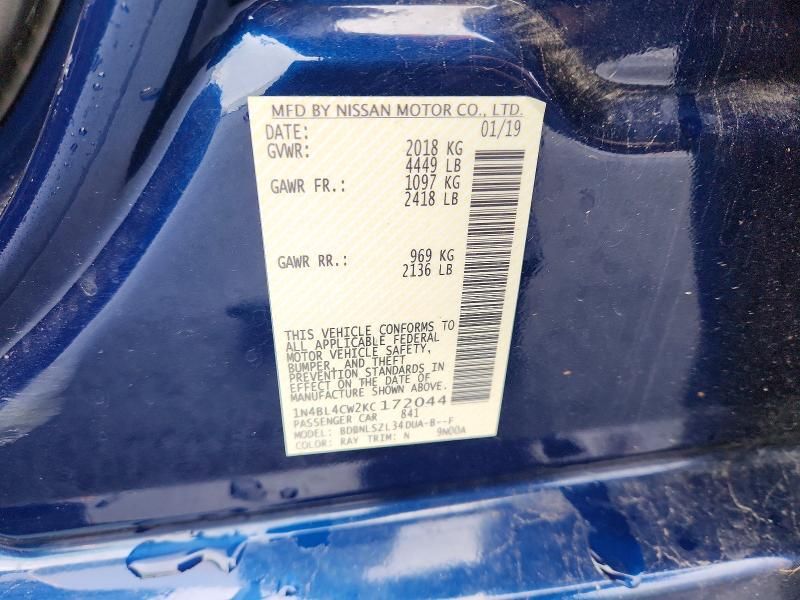 MFD BY NISSAN MOTOR CO., LTD.
DATE: 01/19
GVWR: 2018 KG
4449 LB
GAWR FR.: 1097 KG
2418 LB
GAWR RR.: 969 KG
2136 LB
THIS VEHICLE CONFORMS TO
ALL APPLICABLE FEDERAL
MOTOR VEHICLE SAFETY,
BUMPER, AND THEFT
PREVENTION STANDARDS IN
EFFECT ON THE DATE OF
MANUFACTURE SHOWN ABOVE.
1N4BL4CW2KC172044
PASSENGER CAR 841
MODEL: BDBNLS2L34DUA-B--F
COLOR: RAY TRIM: N 9N00A